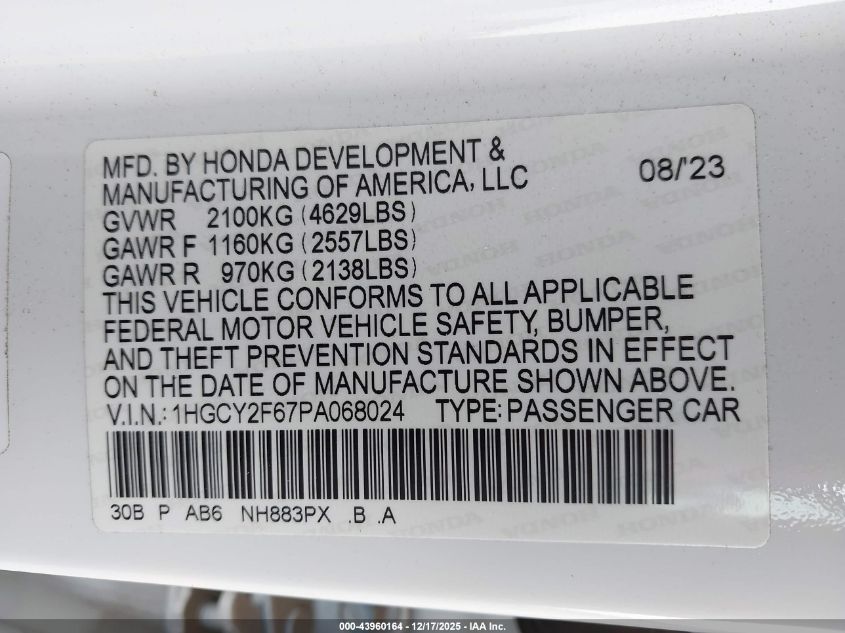 MFD. BY HONDA DEVELOPMENT &
MANUFACTURING OF AMERICA, LLC 08/'23
GVWR 2100KG (4629LBS)
GAWR F 1160KG (2557LBS)
GAWR R 970KG (2138LBS)
THIS VEHICLE CONFORMS TO ALL APPLICABLE
FEDERAL MOTOR VEHICLE SAFETY, BUMPER,
AND THEFT PREVENTION STANDARDS IN EFFECT
ON THE DATE OF MANUFACTURE SHOWN ABOVE.
V.I.N.: 1HGCY2F67PA068024 TYPE: PASSENGER CAR
30B P AB6 NH883PX .B .A
000-43960164 - 12/17/2025 - IAA Inc.